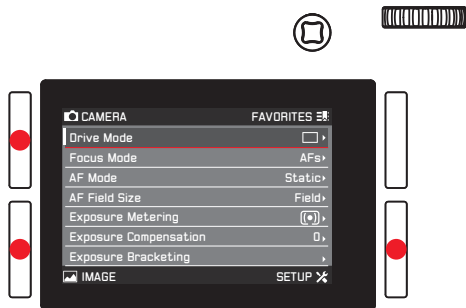 CAMERA FAVORITES
Drive Mode
Focus Mode AFs
AF Mode Static
AF Field Size Field
Exposure Metering
Exposure Compensation 0
Exposure Bracketing
IMAGE SETUP